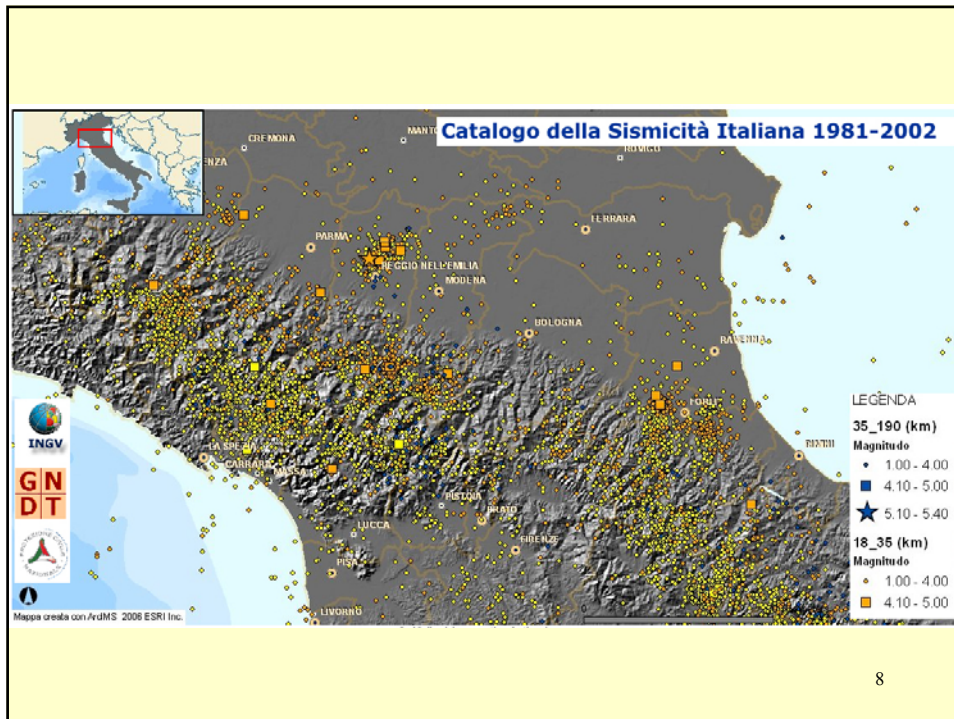 Catalogo della Sismicità Italiana 1981-2002
CREMONA
ROVIGO
FERRARA
PARMA
REGGIO NELL'EMILIA
MODENA
BOLOGNA
RAVENNA
FORLI'
RIMINI
LA SPEZIA
CARRARA
MASSA
PISTOIA
PRATO
LUCCA
FIRENZE
PISA
LIVORNO
INGV
GN
DT
LEGENDA
35_190 (km)
Magnitudo
1.00 - 4.00
4.10 - 5.00
5.10 - 5.40
18_35 (km)
Magnitudo
1.00 - 4.00
4.10 - 5.00
Mappa creata con ArcIMS 2006 ESRI Inc.
8